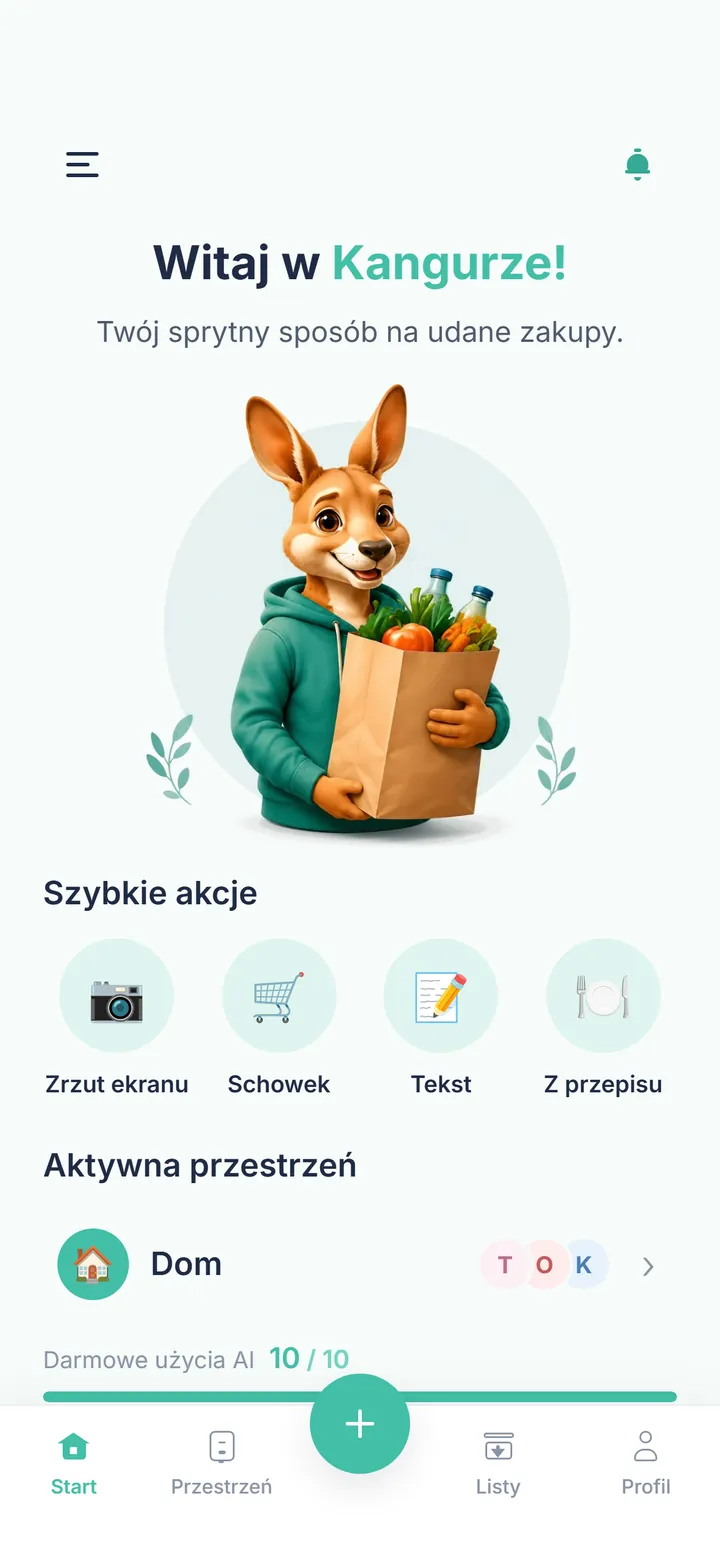 Witaj w Kangurze!
Twój sprytny sposób na udane zakupy.
Szybkie akcje
Zrzut ekranu Schowek Tekst Z przepisu
Aktywna przestrzeń
Dom T O K
Darmowe użycia AI 10 / 10
Start Przestrzeń Listy Profil